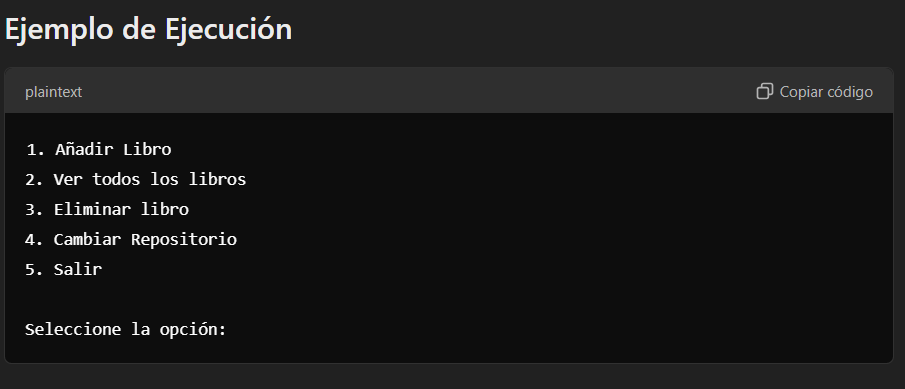 Ejemplo de Ejecución
plaintext
Copiar código
1. Añadir Libro
2. Ver todos los libros
3. Eliminar libro
4. Cambiar Repositorio
5. Salir
Seleccione la opción: